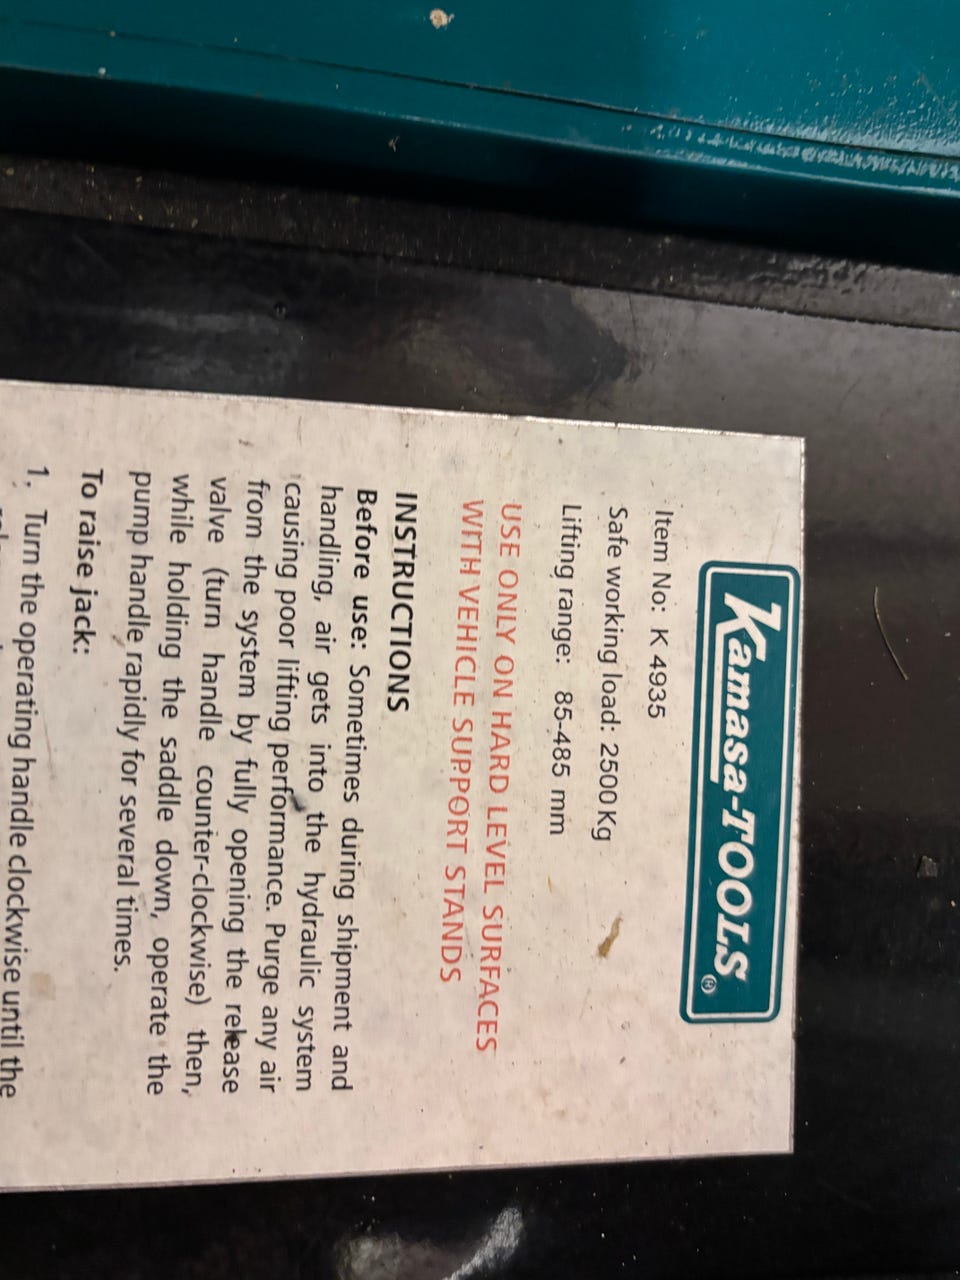 Kamasa-TOOLS®
Item No: K 4935
Safe working load: 2500Kg
Lifting range: 85-485 mm
USE ONLY ON HARD LEVEL SURFACES
WITH VEHICLE SUPPORT STANDS
INSTRUCTIONS
Before use: Sometimes during shipment and
handling, air gets into the hydraulic system
causing poor lifting performance. Purge any air
from the system by fully opening the release
valve (turn handle counter-clockwise) then,
while holding the saddle down, operate the
pump handle rapidly for several times.
To raise jack:
1. Turn the operating handle clockwise until the